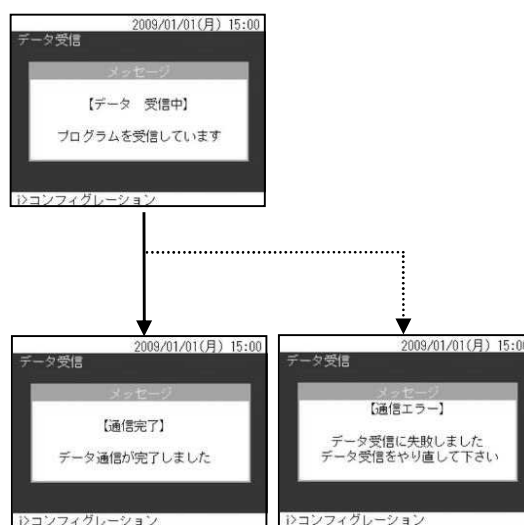 2009/01/01(月) 15:00
データ受信
メッセージ
【データ 受信中】
プログラムを受信しています
i>コンフィグレーション
2009/01/01(月) 15:00
データ受信
メッセージ
【通信完了】
データ通信が完了しました
i>コンフィグレーション
2009/01/01(月) 15:00
データ受信
メッセージ
【通信エラー】
データ受信に失敗しました
データ受信をやり直して下さい
i>コンフィグレーション